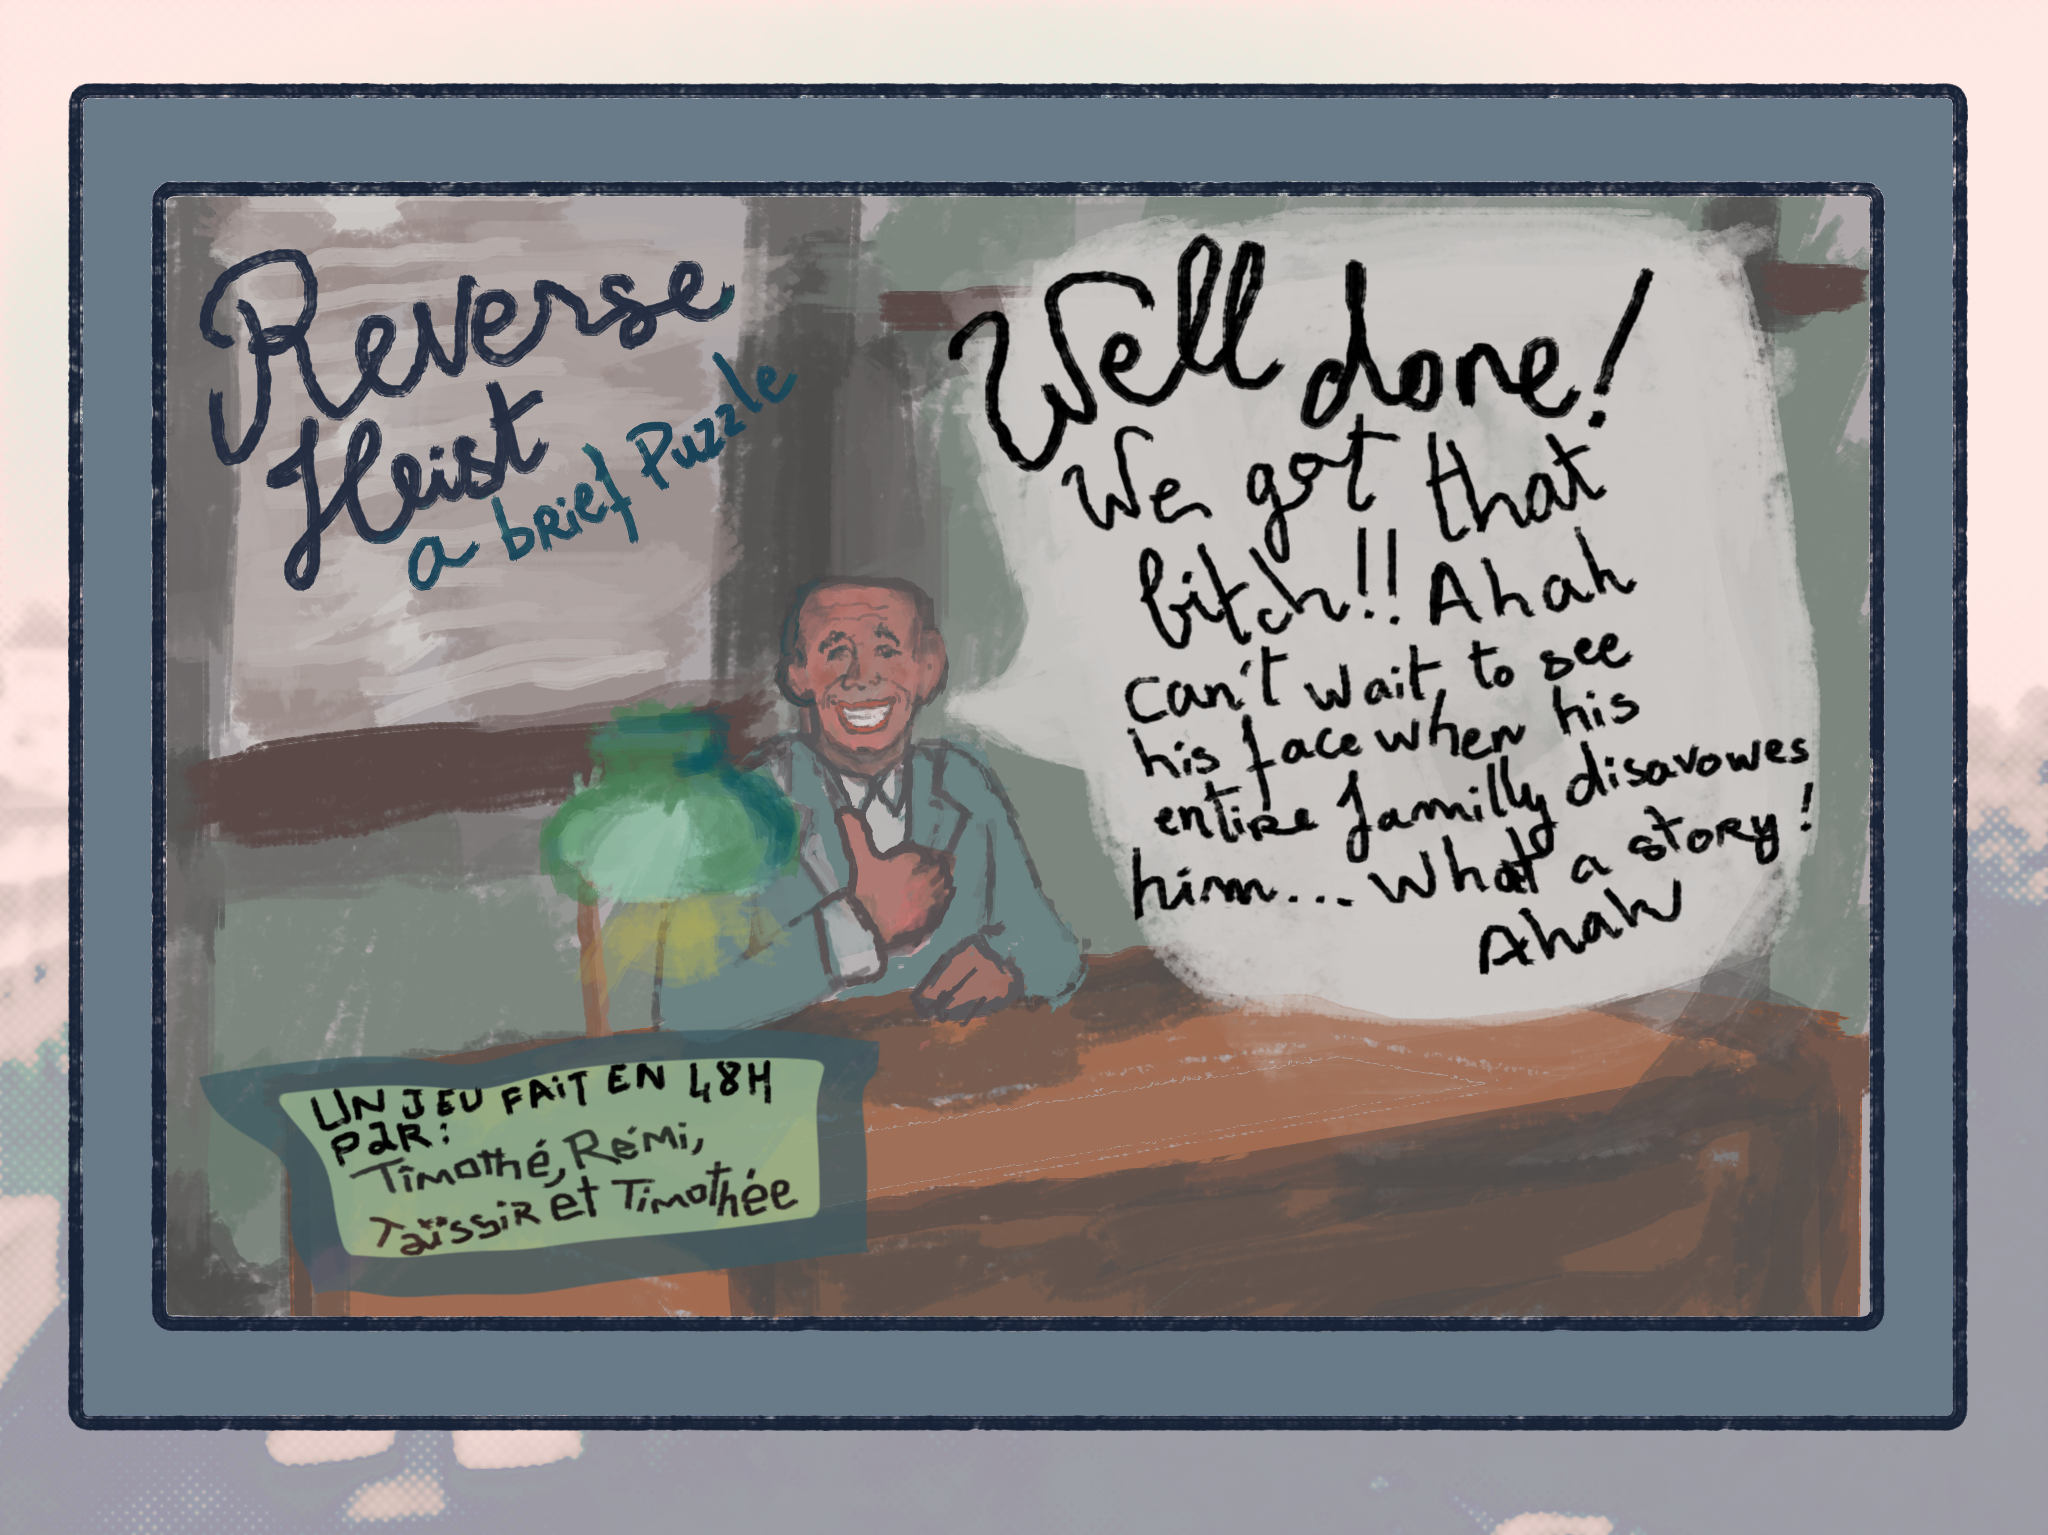 Reverse
Heist
a brief Puzzle
Well done!
We got that
bitch!! Ahah
can't wait to see
his face when his
entire familly disavowes
him... What a story!
Ahah
UN JEU FAIT EN 48H
PAR:
Timothé, Rémi,
Taïssir et Timothée